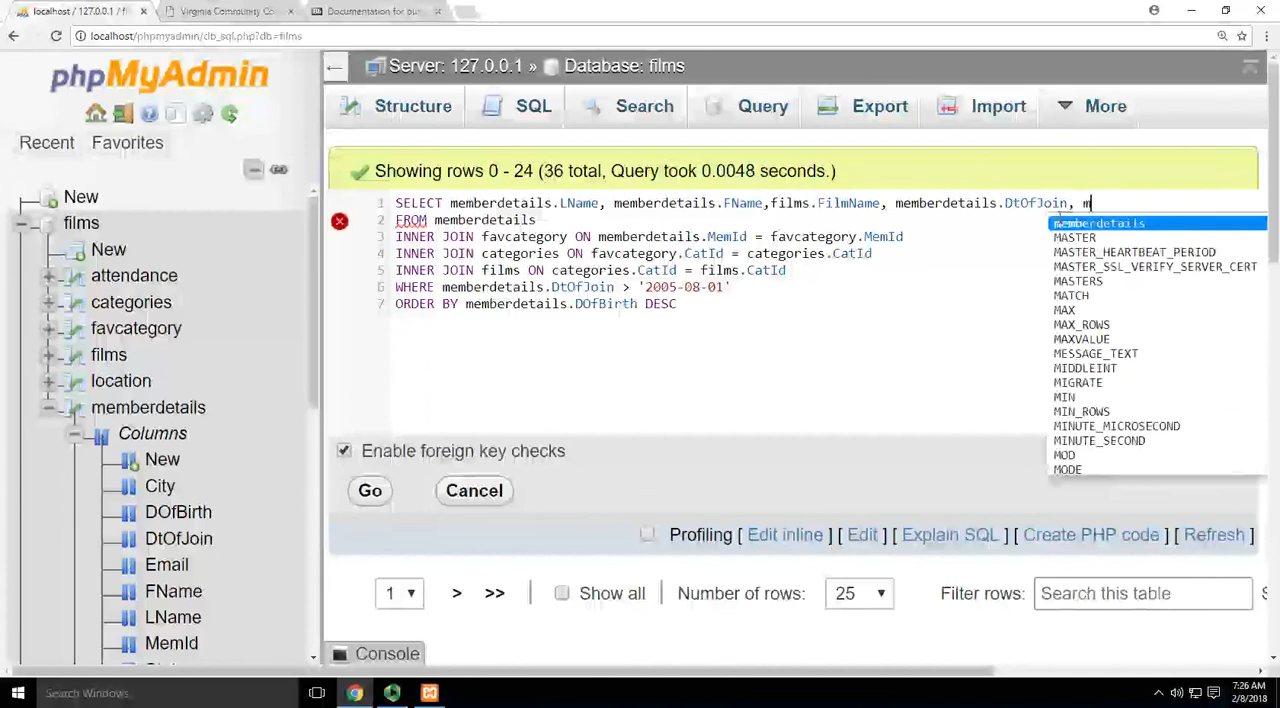 localhost / 127.0.0.1 / fi
Virginia Community Co
Documentation for bu
localhost/phpmyadmin/db_sql.php?db=films
phpMyAdmin
Recent Favorites
New
films
New
attendance
categories
favcategory
films
location
memberdetails
Columns
New
City
DOfBirth
DtOfJoin
Email
FName
LName
MemId
Server: 127.0.0.1 » Database: films
Structure SQL Search Query Export Import More
Showing rows 0 - 24 (36 total, Query took 0.0048 seconds.)
1 SELECT memberdetails.LName, memberdetails.FName,films.FilmName, memberdetails.DtOfJoin, m
2 FROM memberdetails
3 INNER JOIN favcategory ON memberdetails.MemId = favcategory.MemId
4 INNER JOIN categories ON favcategory.CatId = categories.CatId
5 INNER JOIN films ON categories.CatId = films.CatId
6 WHERE memberdetails.DtOfJoin > '2005-08-01'
7 ORDER BY memberdetails.DOfBirth DESC
memberdetails
MASTER
MASTER_HEARTBEAT_PERIOD
MASTER_SSL_VERIFY_SERVER_CERT
MASTERS
MATCH
MAX
MAX_ROWS
MAXVALUE
MESSAGE_TEXT
MIDDLEINT
MIGRATE
MIN
MIN_ROWS
MINUTE_MICROSECOND
MINUTE_SECOND
MOD
MODE
Enable foreign key checks
Go Cancel
Profiling [ Edit inline ] [ Edit ] [ Explain SQL ] [ Create PHP code ] [ Refresh ]
1 > >> Show all Number of rows: 25 Filter rows: Search this table
Console
Search Windows
7:26 AM
2/8/2018